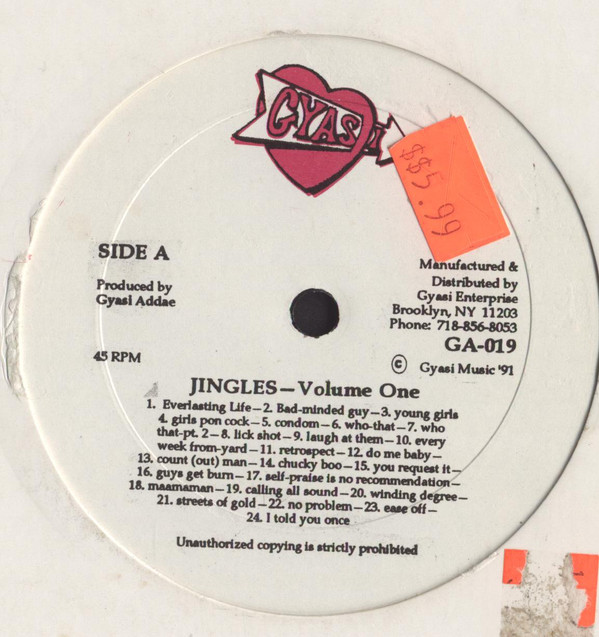 GYASI
$$5.99
SIDE A
Produced by
Gyasi Addae
45 RPM
Manufactured &
Distributed by
Gyasi Enterprise
Brooklyn, NY 11203
Phone: 718-856-8053
GA-019
© Gyasi Music '91
JINGLES—Volume One
1. Everlasting Life—2. Bad-minded guy—3. young girls
4. girls pon cock—5. condom—6. who-that—7. who
that-pt. 2—8. lick shot—9. laugh at them—10. every
week from-yard—11. retrospect—12. do me baby—
13. count (out) man—14. chucky boo—15. you request it—
16. guys get burn—17. self-praise is no recommendation—
18. maamaman—19. calling all sound—20. winding degree—
21. streets of gold—22. no problem—23. ease off—
24. I told you once
Unauthorized copying is strictly prohibited